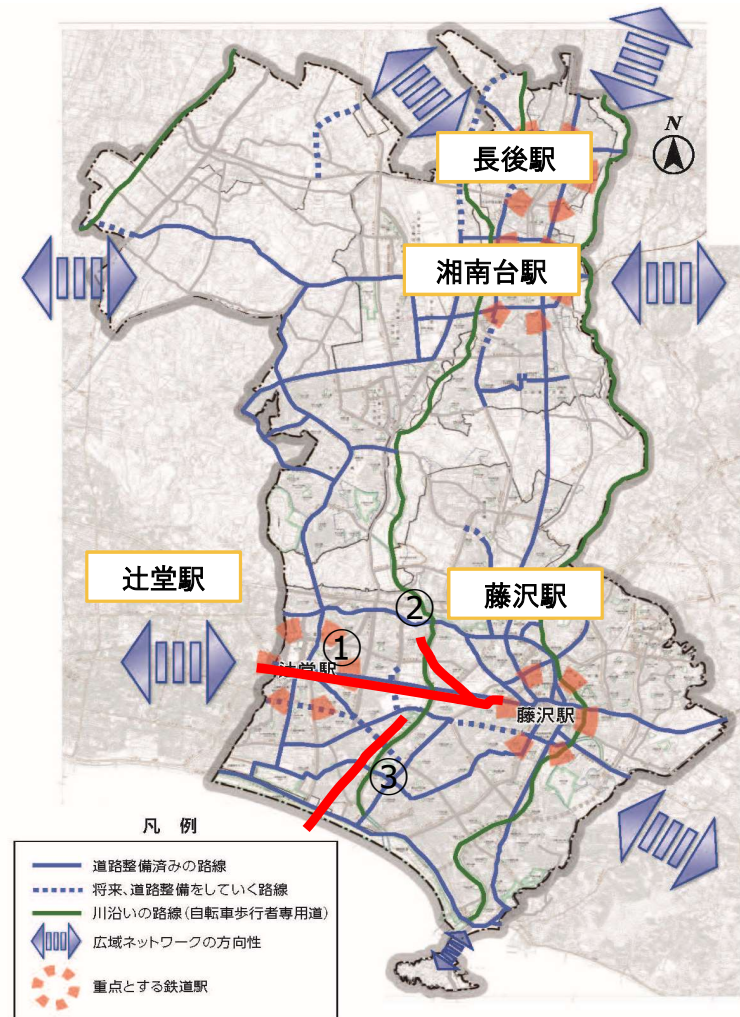 N
長後駅
湘南台駅
辻堂駅
藤沢駅
②
①
辻堂駅
藤沢駅
③
凡 例
道路整備済みの路線
将来、道路整備をしていく路線
川沿いの路線(自転車歩行者専用道)
広域ネットワークの方向性
重点とする鉄道駅